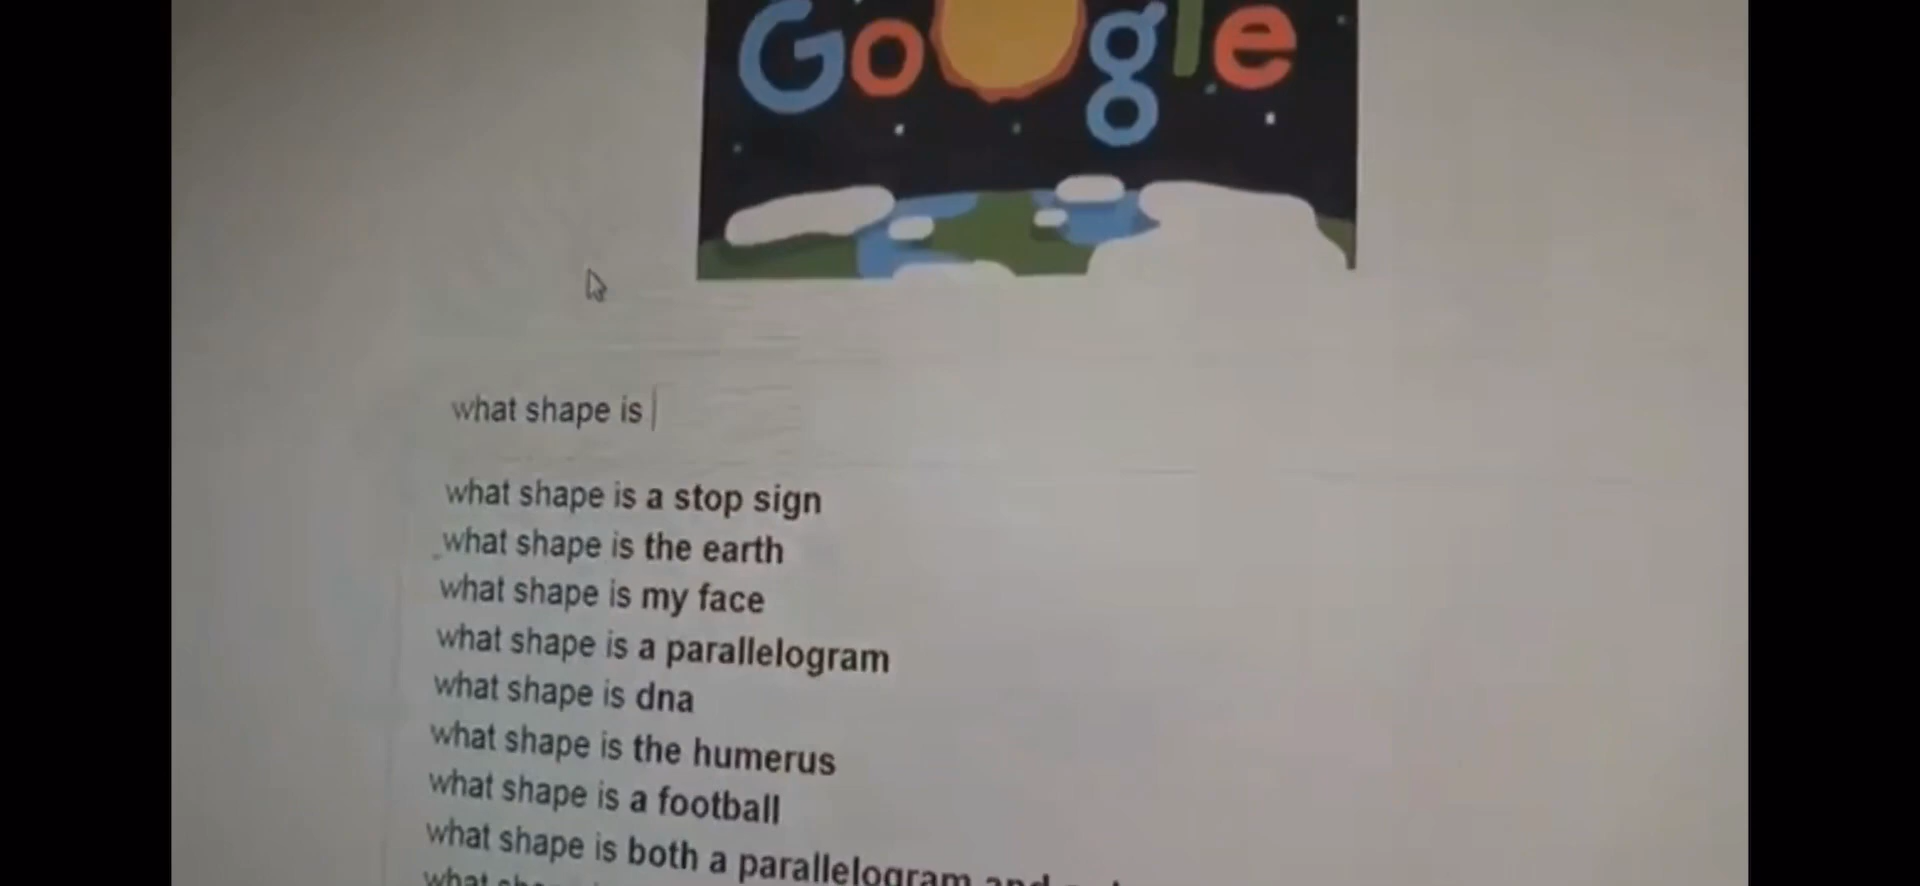 Google
what shape is
what shape is a stop sign
what shape is the earth
what shape is my face
what shape is a parallelogram
what shape is dna
what shape is the humerus
what shape is a football
what shape is both a parallelogram and
what